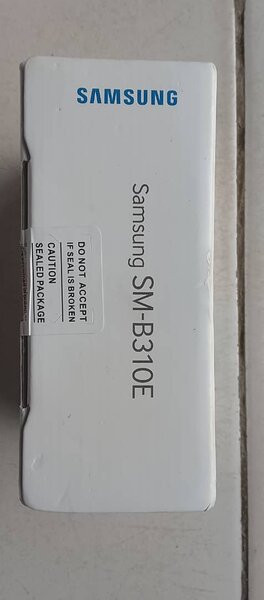 SAMSUNG
Samsung SM-B310E
DO NOT ACCEPT
IF SEAL IS BROKEN
CAUTION
SEALED PACKAGE